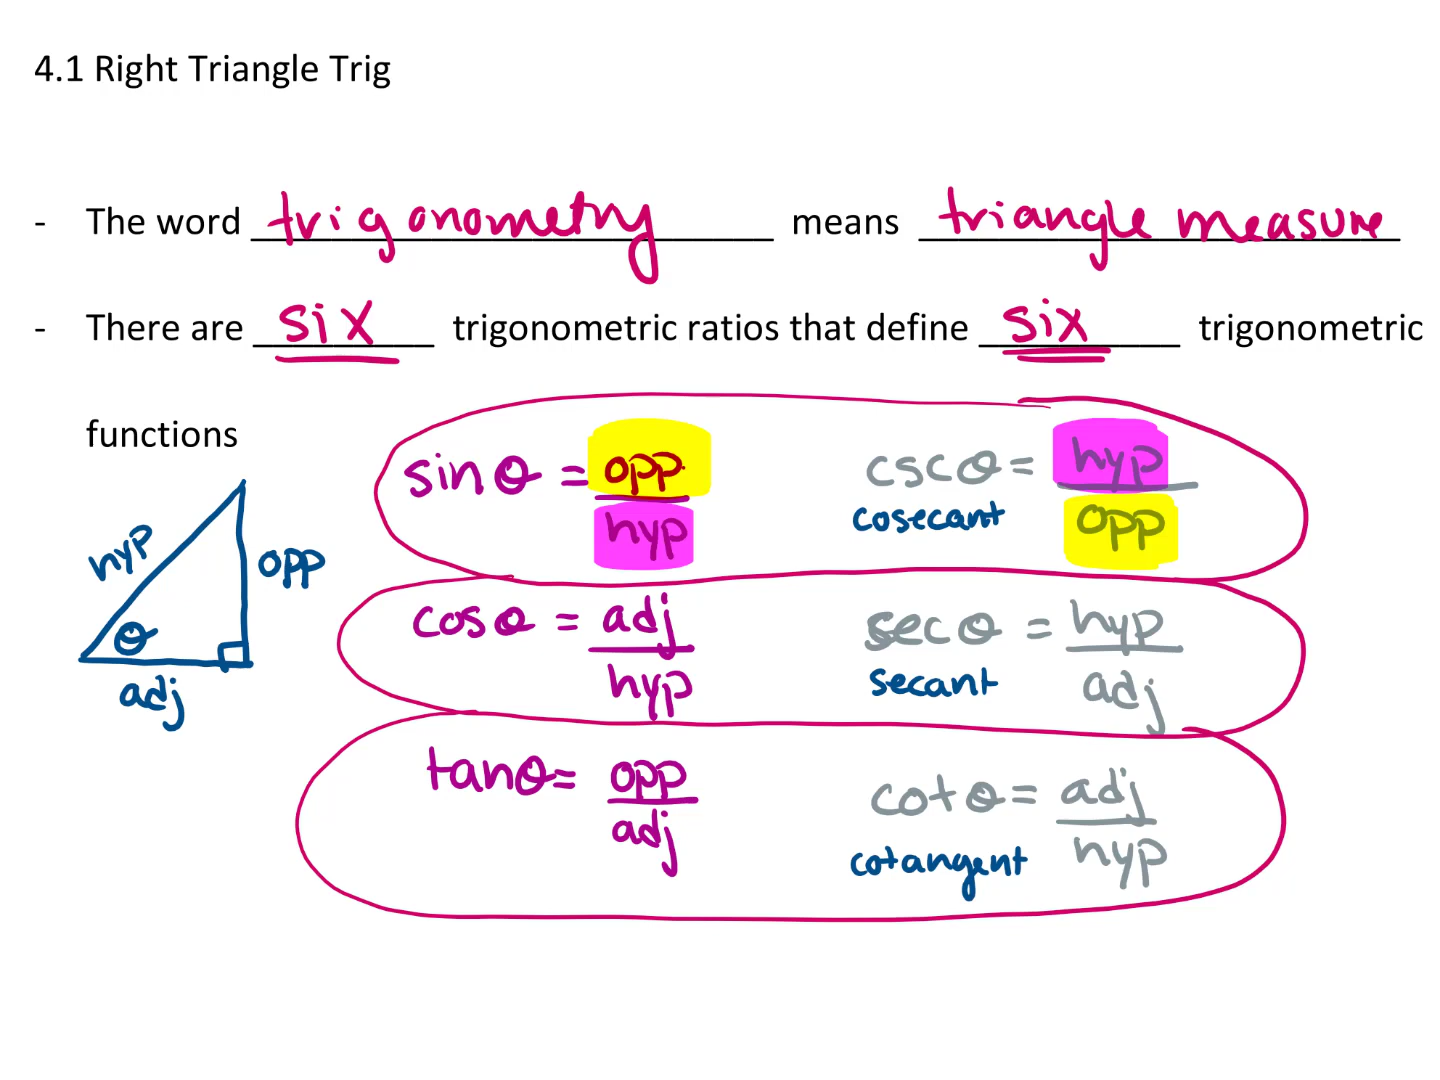 4.1 Right Triangle Trig
- The word trigonometry means triangle measure
- There are six trigonometric ratios that define six trigonometric
functions
sin θ = opp/hyp csc θ = hyp/opp
cosecant
hyp
opp
θ
adj
cos θ = adj/hyp sec θ = hyp/adj
secant
tan θ = opp/adj cot θ = adj/hyp
cotangent